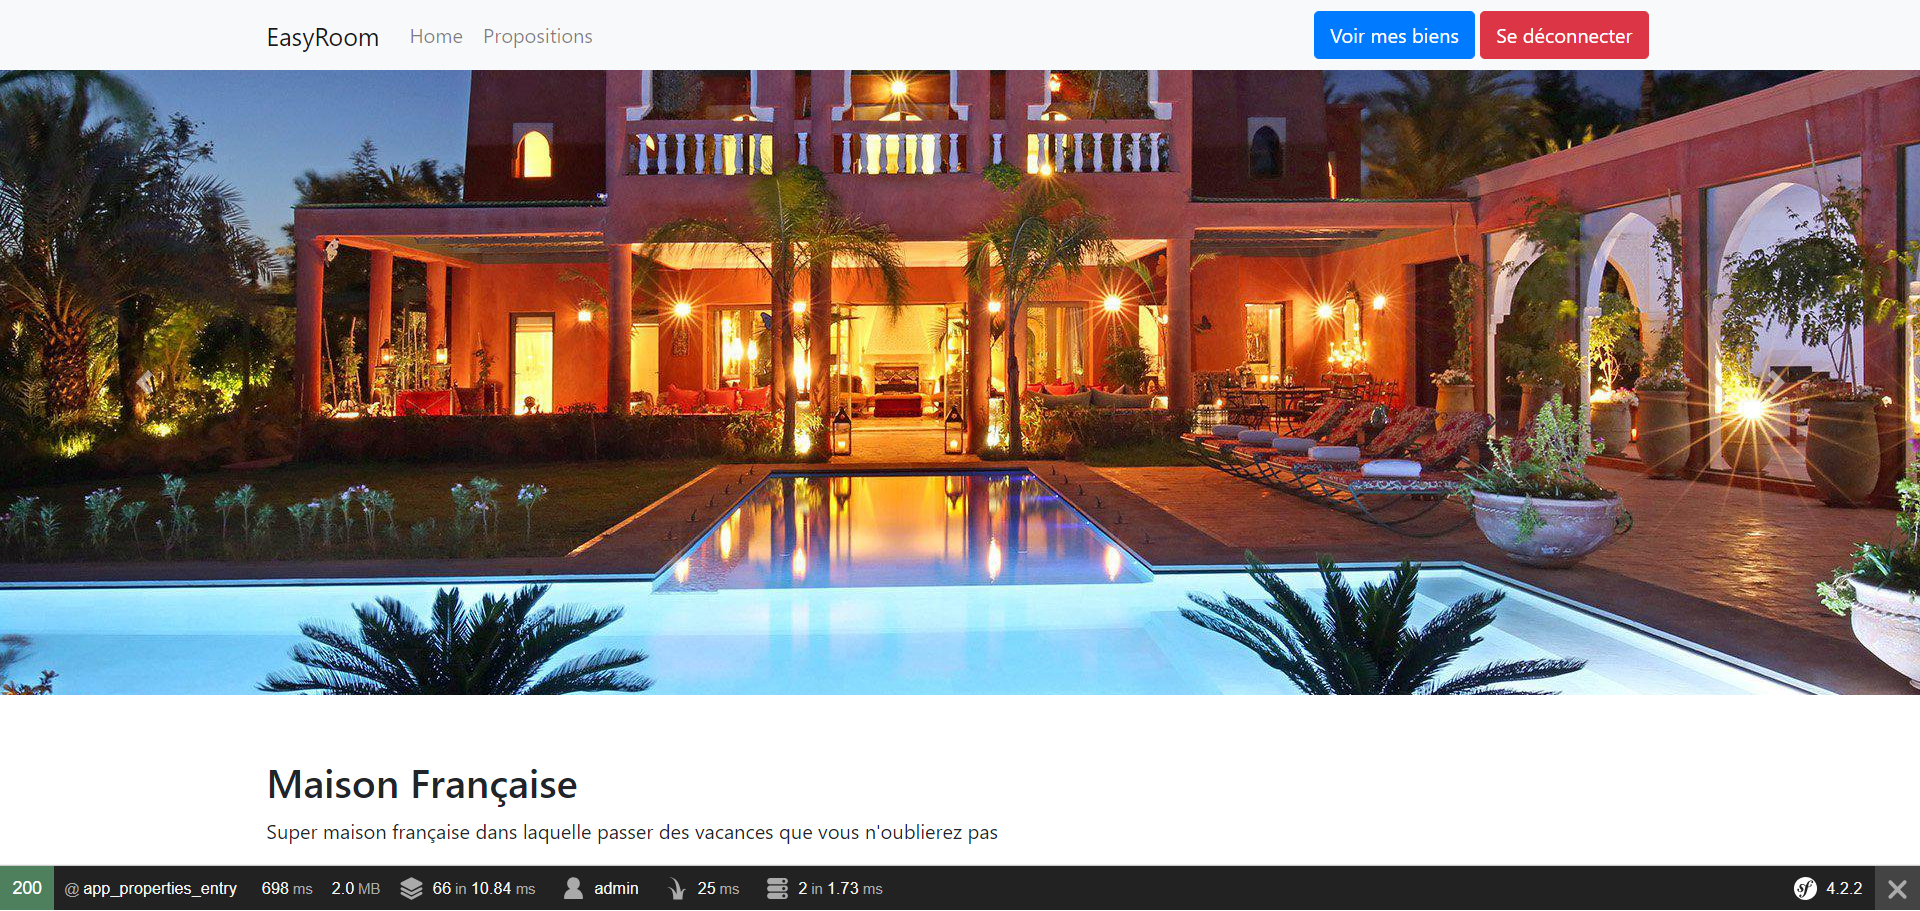 EasyRoom Home Propositions Voir mes biens Se déconnecter
Maison Française
Super maison française dans laquelle passer des vacances que vous n'oublierez pas
200 @ app_properties_entry 698 ms 2.0 MB 66 in 10.84 ms admin 25 ms 2 in 1.73 ms sf 4.2.2